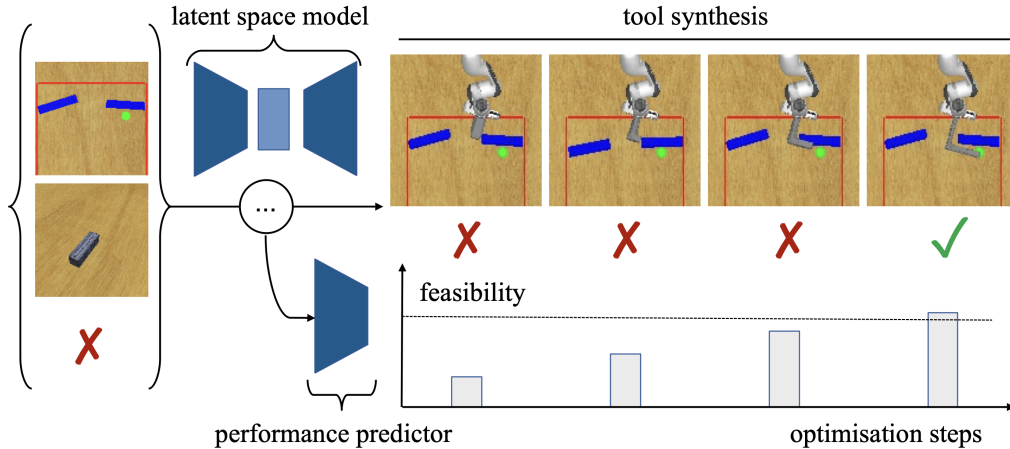 latent space model
tool synthesis
...
feasibility
performance predictor
optimisation steps